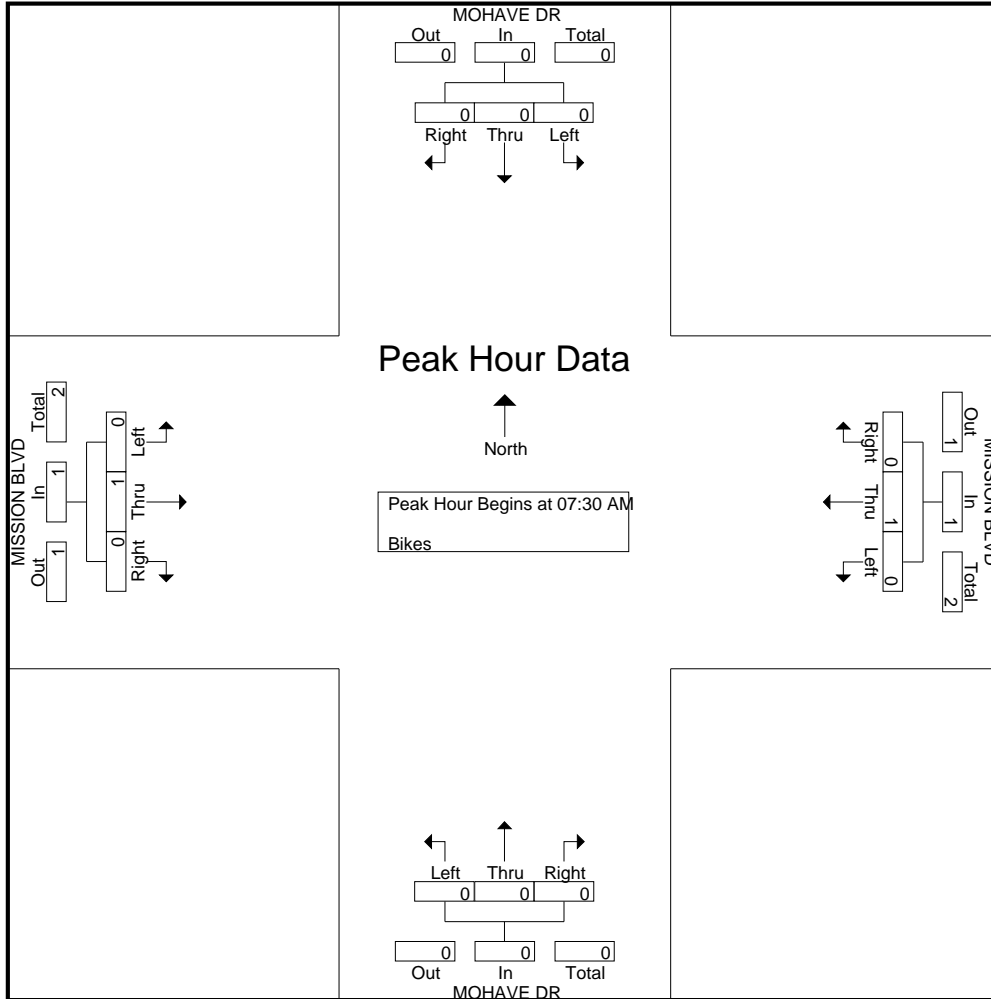 MOHAVE DR
Out In Total
0 0 0
0 0 0
Right Thru Left
Peak Hour Data
North
Peak Hour Begins at 07:30 AM
Bikes
MISSION BLVD
Out In Total
1 1 2
Right Thru Left
0 1 0
MISSION BLVD
Out In Total
1 1 2
0 1 0
Right Thru Left
Left Thru Right
0 0 0
0 0 0
Out In Total
MOHAVE DR